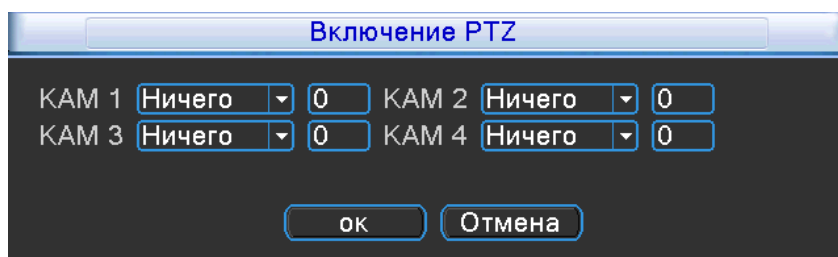 Включение PTZ
КАМ 1 Ничего 0 КАМ 2 Ничего 0
КАМ 3 Ничего 0 КАМ 4 Ничего 0
ок Отмена